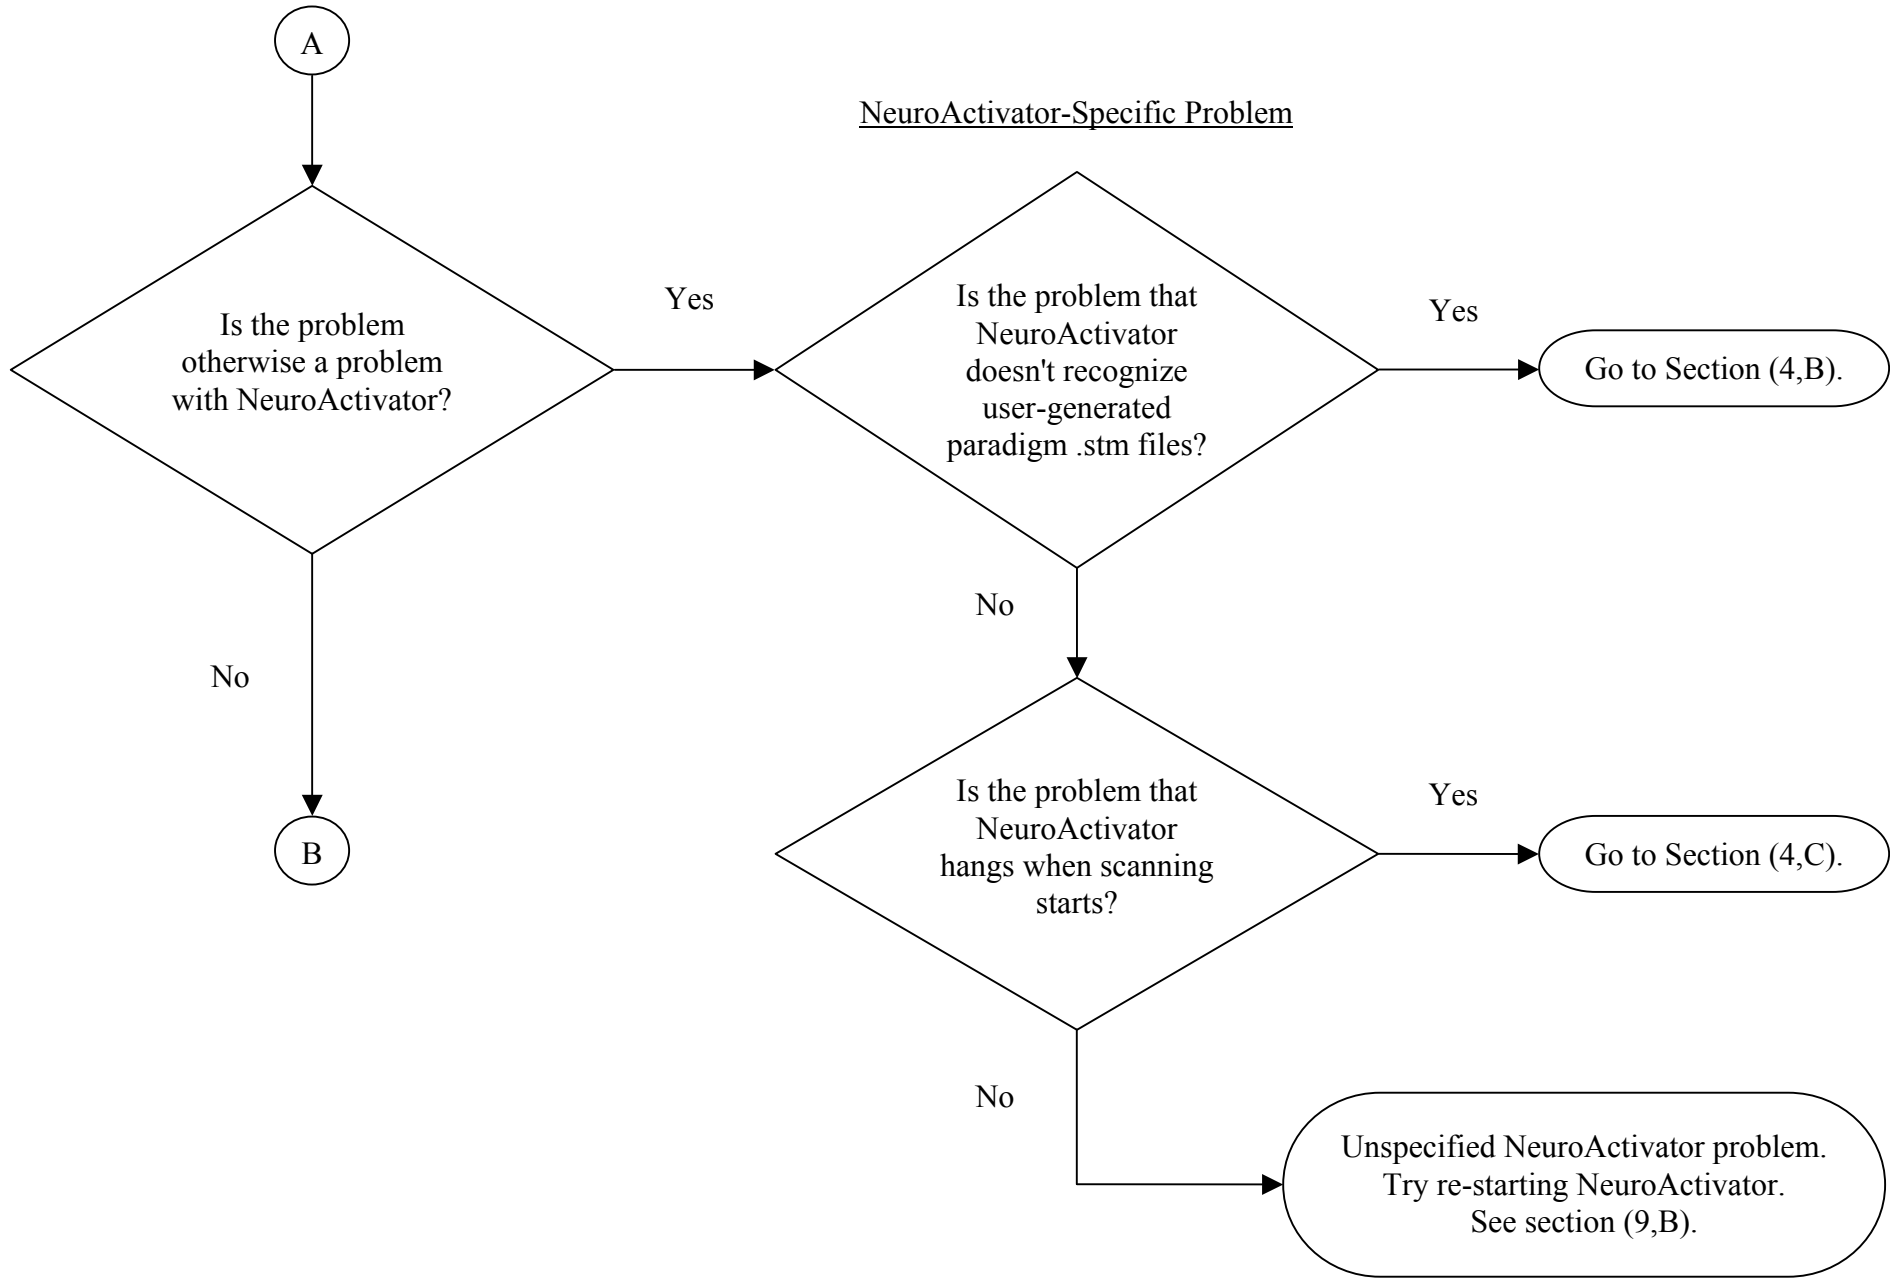 A
NeuroActivator-Specific Problem
Is the problem
otherwise a problem
with NeuroActivator?
Yes
Is the problem that
NeuroActivator
doesn't recognize
user-generated
paradigm .stm files?
Yes
Go to Section (4,B).
No
No
B
Is the problem that
NeuroActivator
hangs when scanning
starts?
Yes
Go to Section (4,C).
No
Unspecified NeuroActivator problem.
Try re-starting NeuroActivator.
See section (9,B).